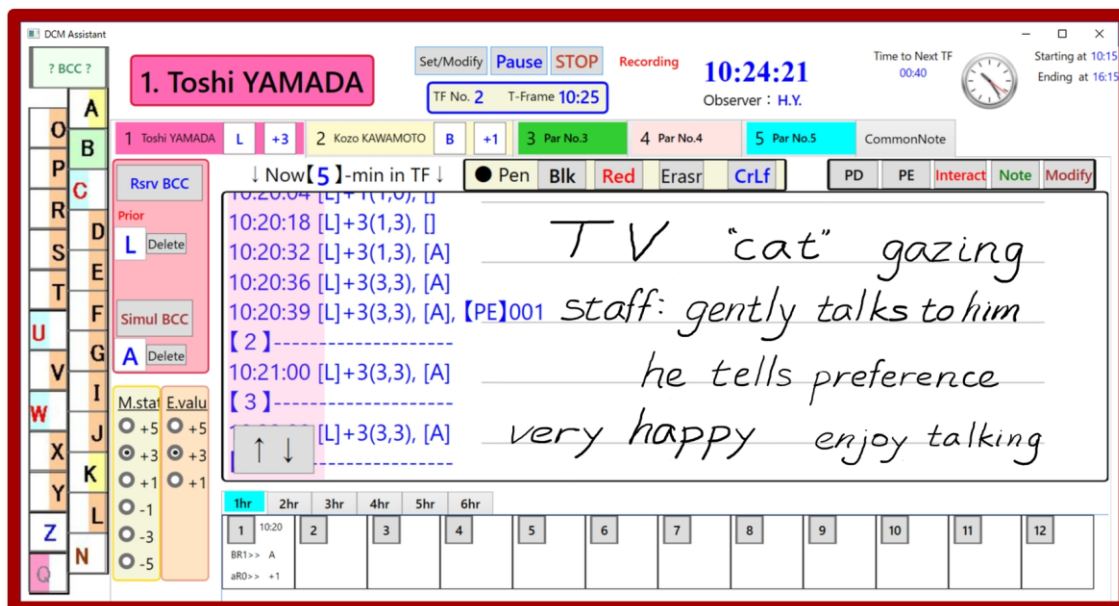 DCM Assistant
? BCC ?
1. Toshi YAMADA
Set/Modify Pause STOP Recording
TF No. 2 T-Frame 10:25
10:24:21
Observer : H.Y.
Time to Next TF
00:40
Starting at 10:15
Ending at 16:15
1 Toshi YAMADA L +3 2 Kozo KAWAMOTO B +1 3 Par No.3 4 Par No.4 5 Par No.5 CommonNote
O
P
R
S
T
U
V
W
X
Y
Z
Q
A
B
C
D
E
F
G
I
J
K
L
N
Rsrv BCC
Prior
L Delete
Simul BCC
A Delete
M.stat E.valu
+5 +5
+3 +3
+1 +1
-1
-3
-5
↓Now【5】-min in TF↓ Pen Blk Red Erasr CrLf PD PE Interact Note Modify
10:20:04 [L]+1(1,0), []
10:20:18 [L]+3(1,3), []
10:20:32 [L]+3(1,3), [A]
10:20:36 [L]+3(3,3), [A]
10:20:39 [L]+3(3,3), [A],【PE】001
【2】--------------------
10:21:00 [L]+3(3,3), [A]
【3】--------------------
[L]+3(3,3), [A]
↑ ↓
TV "cat" gazing
staff: gently talks to him
he tells preference
very happy enjoy talking
1hr 2hr 3hr 4hr 5hr 6hr
1 10:20 2 3 4 5 6 7 8 9 10 11 12
BR1>> A
aR0>> +1